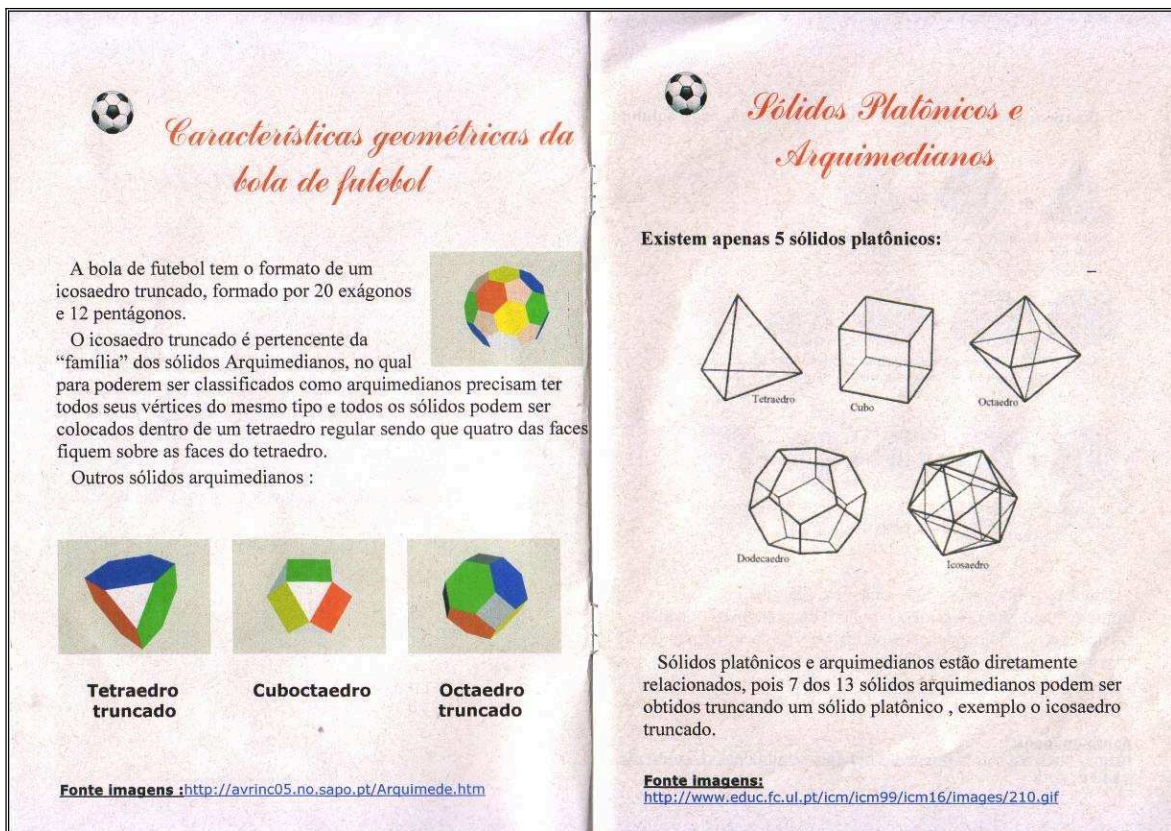 Características geométricas da
bola de futebol
A bola de futebol tem o formato de um
icosaedro truncado, formado por 20 exágonos
e 12 pentágonos.
O icosaedro truncado é pertencente da
“família” dos sólidos Arquimedianos, no qual
para poderem ser classificados como arquimedianos precisam ter
todos seus vértices do mesmo tipo e todos os sólidos podem ser
colocados dentro de um tetraedro regular sendo que quatro das faces
fiquem sobre as faces do tetraedro.
Outros sólidos arquimedianos :
Tetraedro
truncado
Cuboctaedro
Octaedro
truncado
Fonte imagens :http://avrinc05.no.sapo.pt/Arquimede.htm
Sólidos Platônicos e
Arquimedianos
Existem apenas 5 sólidos platônicos:
Tetraedro
Cubo
Octaedro
Dodecaedro
Icosaedro
Sólidos platônicos e arquimedianos estão diretamente
relacionados, pois 7 dos 13 sólidos arquimedianos podem ser
obtidos truncando um sólido platônico , exemplo o icosaedro
truncado.
Fonte imagens:
http://www.educ.fc.ul.pt/icm/icm99/icm16/images/210.gif